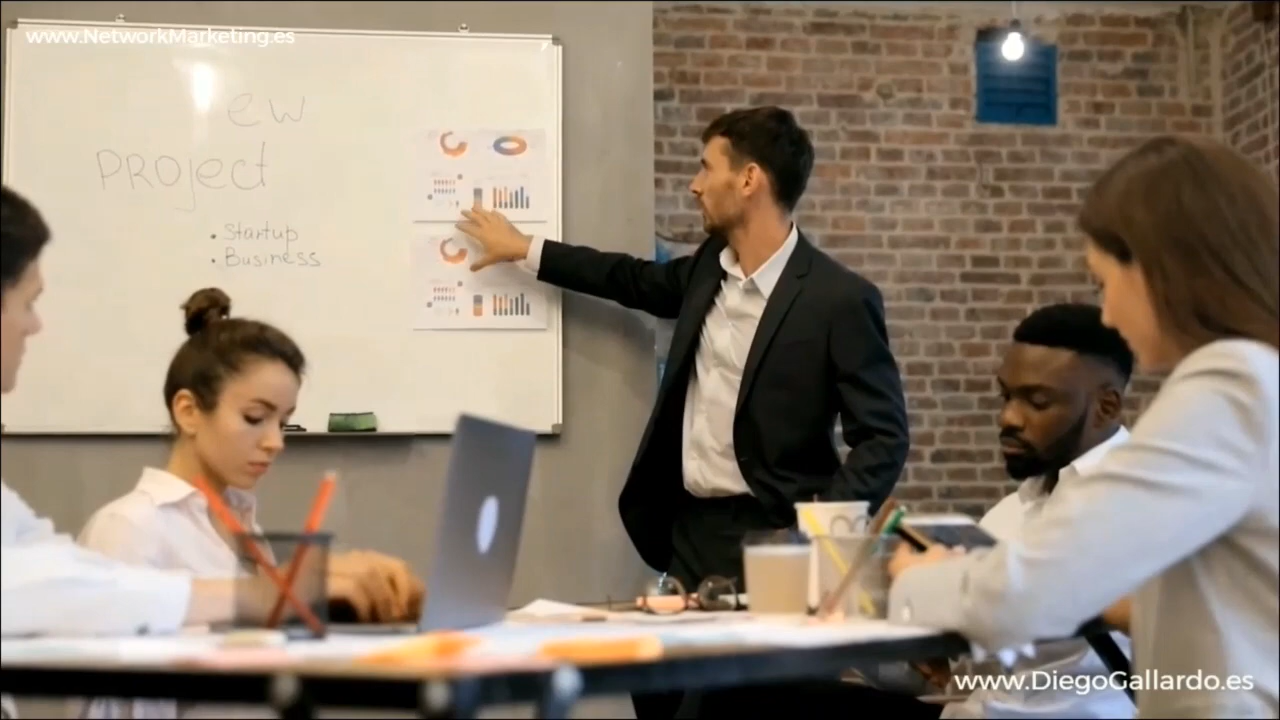 www.NetworkMarketing.es
ew
PROject
• Startup
• Business
www.DiegoGallardo.es